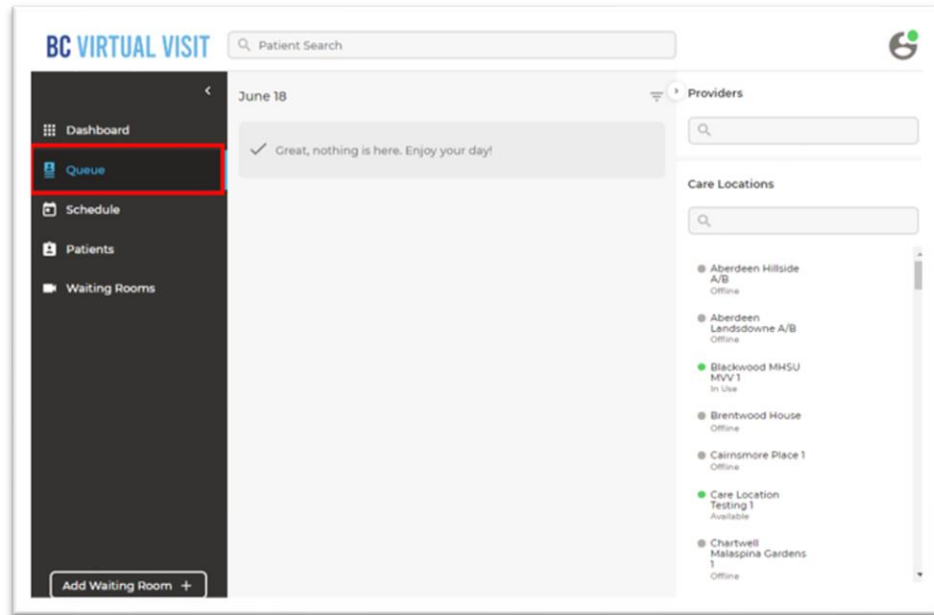 BC VIRTUAL VISIT
Patient Search
Dashboard
Queue
Schedule
Patients
Waiting Rooms
Add Waiting Room +
June 18
Great, nothing is here. Enjoy your day!
Providers
Care Locations
Aberdeen Hillside
A/B
Offline
Aberdeen
Landsdowne A/B
Offline
Blackwood MHSU
MVV 1
In Use
Brentwood House
Offline
Cairnsmore Place 1
Offline
Care Location
Testing 1
Available
Chartwell
Malaspina Gardens
1
Offline